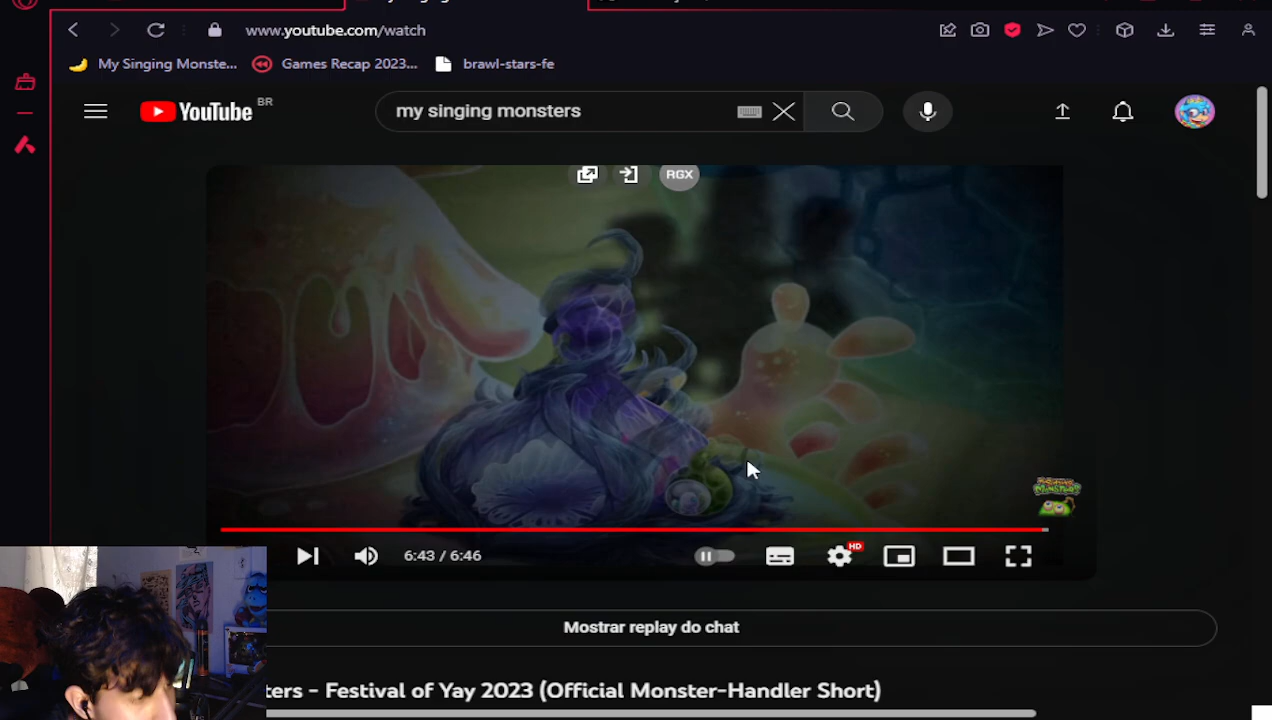 www.youtube.com/watch
My Singing Monste... Games Recap 2023... brawl-stars-fe
YouTube BR
my singing monsters
RGX
6:43 / 6:46
HD
Mostrar replay do chat
ters - Festival of Yay 2023 (Official Monster-Handler Short)